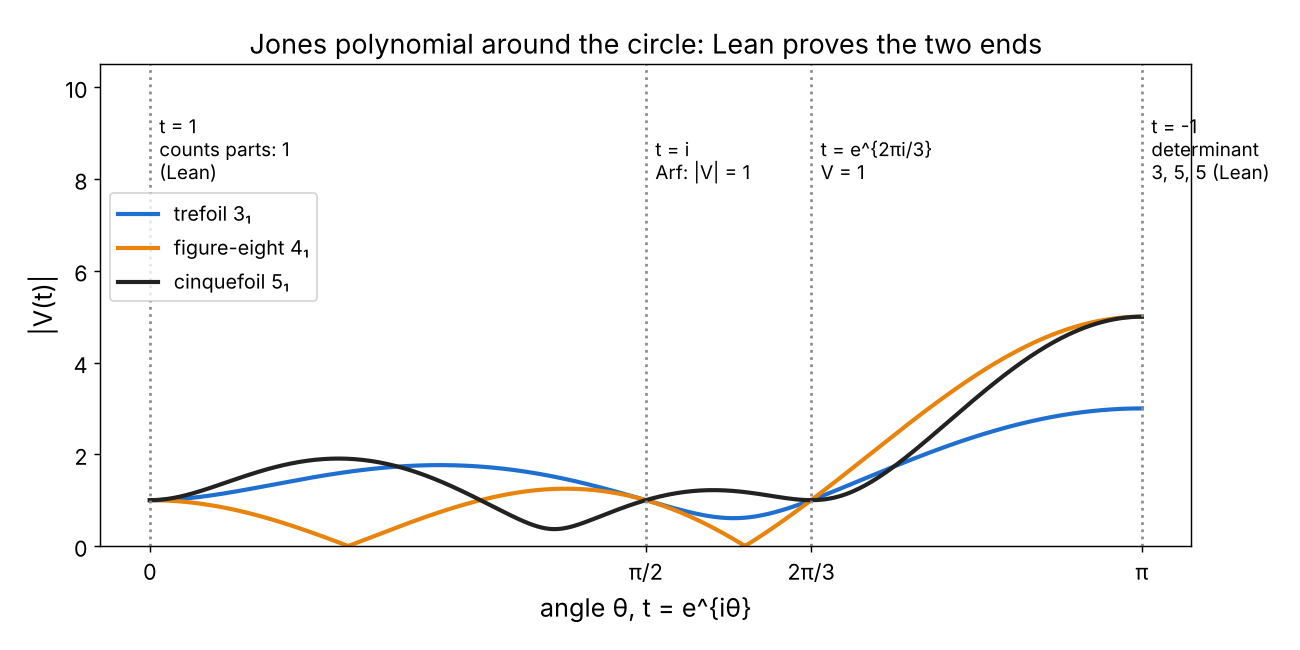 Jones polynomial around the circle: Lean proves the two ends
10
8
6
4
2
0
|V(t)|
t = 1
counts parts: 1
(Lean)
t = i
Arf: |V| = 1
t = e^{2πi/3}
V = 1
t = -1
determinant
3, 5, 5 (Lean)
trefoil 3₁
figure-eight 4₁
cinquefoil 5₁
0
π/2
2π/3
π
angle θ, t = e^{iθ}